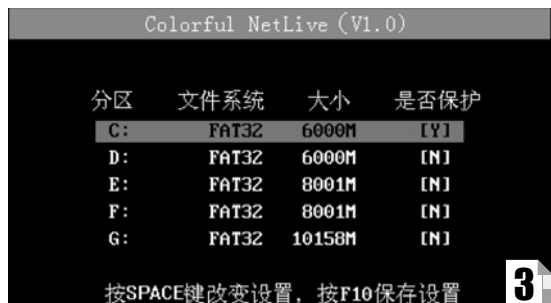 Colorful NetLive（V1.0）
分区 文件系统 大小 是否保护
C: FAT32 6000M [Y]
D: FAT32 6000M [N]
E: FAT32 8001M [N]
F: FAT32 8001M [N]
G: FAT32 10158M [N]
按SPACE键改变设置，按F10保存设置
3